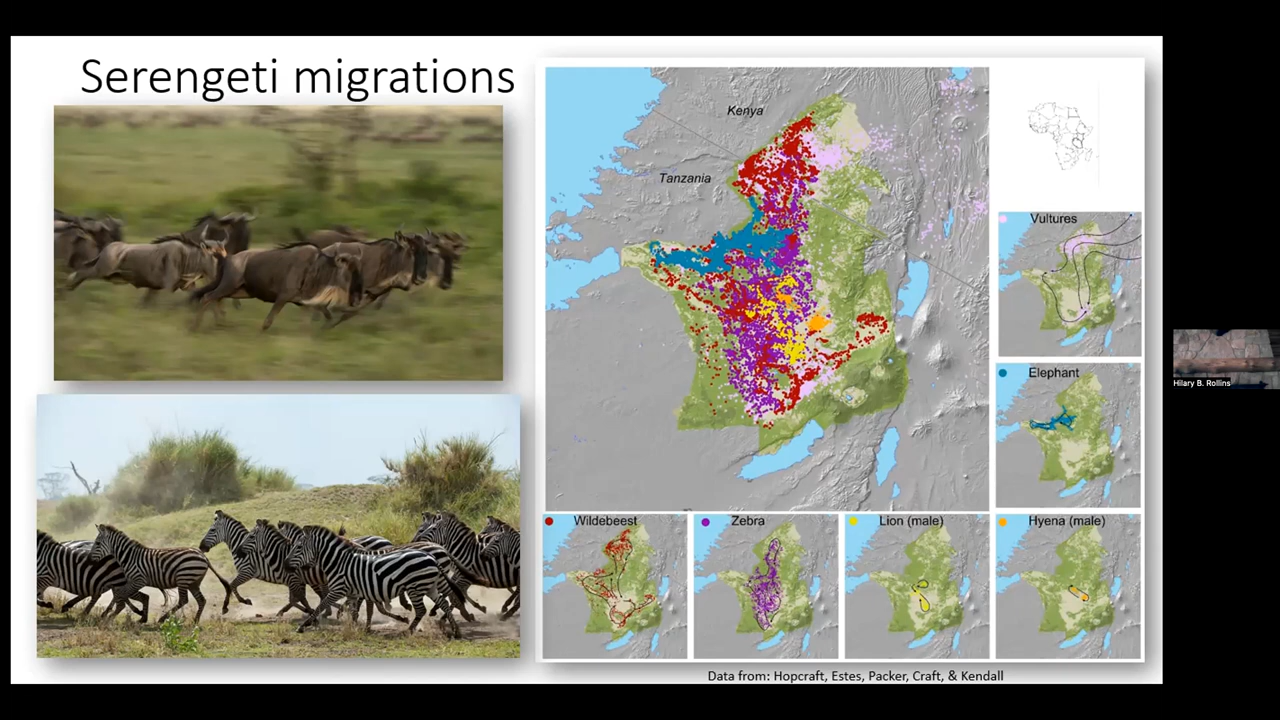 Serengeti migrations
Kenya
Tanzania
Vultures
Elephant
Wildebeest
Zebra
Lion (male)
Hyena (male)
Data from: Hopcraft, Estes, Packer, Craft, & Kendall
Hilary B. Rollins